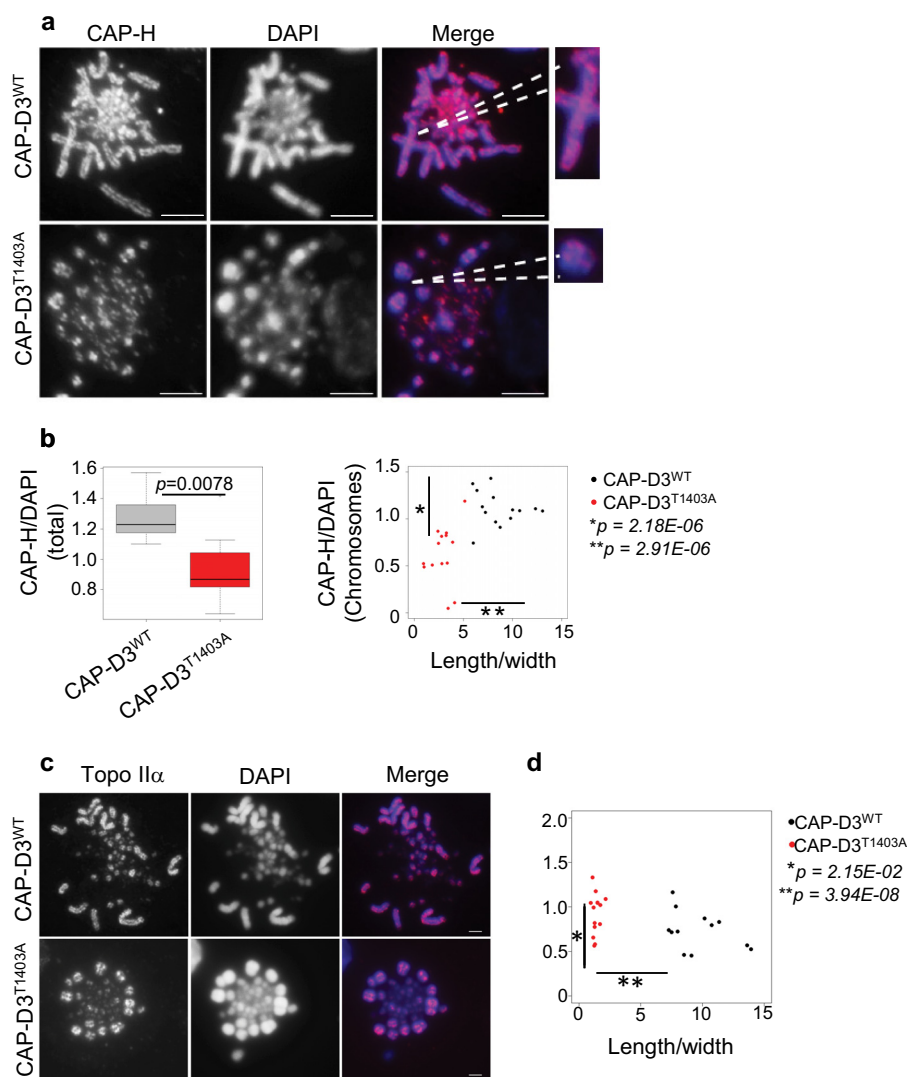 a
CAP-H DAPI Merge
CAP-D3WT
CAP-D3T1403A
b
CAP-H/DAPI
(total)
1.6
1.4
1.2
1.0
0.8
p=0.0078
CAP-D3WT
CAP-D3T1403A
CAP-H/DAPI
(Chromosomes)
1.5
1.0
0.5
0
*
**
0 5 10 15
Length/width
CAP-D3WT
CAP-D3T1403A
*p = 2.18E-06
**p = 2.91E-06
c
Topo IIα DAPI Merge
CAP-D3WT
CAP-D3T1403A
d
2.0
1.5
1.0
0.5
0
*
**
0 5 10 15
Length/width
CAP-D3WT
CAP-D3T1403A
*p = 2.15E-02
**p = 3.94E-08